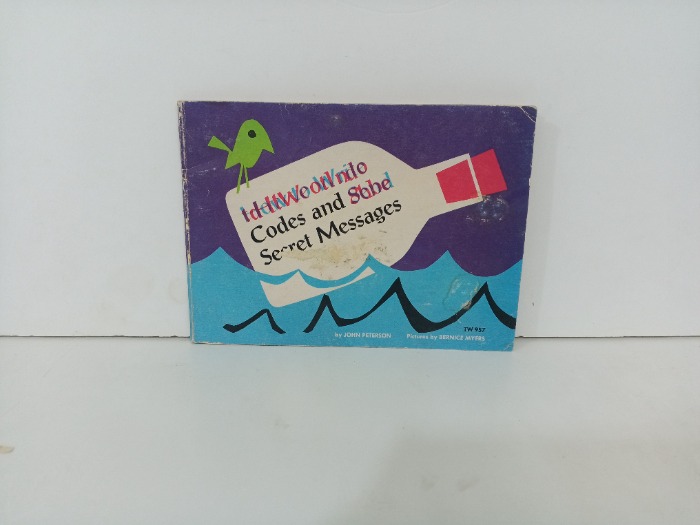 Codes and
Secret Messages
by JOHN PETERSON
Pictures by BERNICE MYERS
TW 957